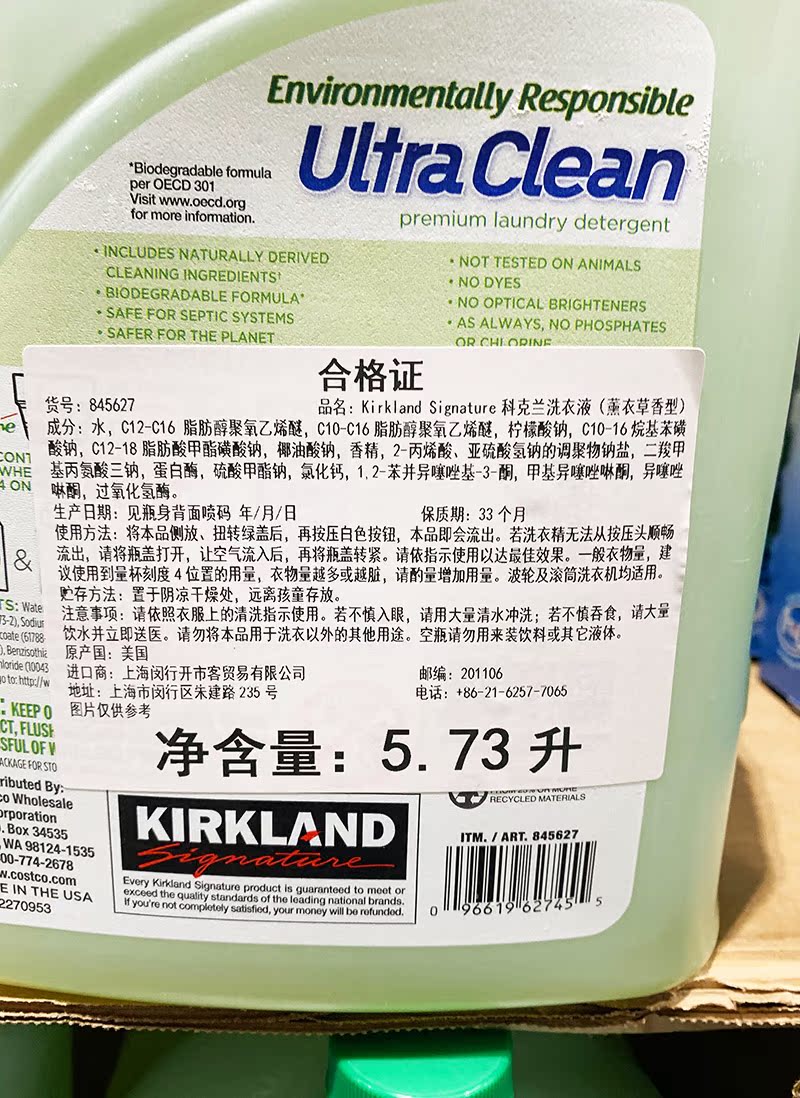 Environmentally Responsible
Ultra Clean
premium laundry detergent
*Biodegradable formula
per OECD 301
Visit www.oecd.org
for more information.
• INCLUDES NATURALLY DERIVED
CLEANING INGREDIENTS†
• BIODEGRADABLE FORMULA*
• SAFE FOR SEPTIC SYSTEMS
• SAFER FOR THE PLANET
• NOT TESTED ON ANIMALS
• NO DYES
• NO OPTICAL BRIGHTENERS
• AS ALWAYS, NO PHOSPHATES
OR CHLORINE
合格证
货号：845627 品名：Kirkland Signature 科克兰洗衣液（薰衣草香型）
成分：水，C12-C16 脂肪醇聚氧乙烯醚，C10-C16 脂肪醇聚氧乙烯醚，柠檬酸钠，C10-16 烷基苯磺
酸钠，C12-18 脂肪酸甲酯磺酸钠，椰油酸钠，香精，2-丙烯酸、亚硫酸氢钠的调聚物钠盐，二羧甲
基丙氨酸三钠，蛋白酶，硫酸甲酯钠，氯化钙，1,2-苯并异噻唑基-3-酮，甲基异噻唑啉酮，异噻唑
啉酮，过氧化氢酶。
生产日期：见瓶身背面喷码 年/月/日 保质期：33 个月
使用方法：将本品侧放、扭转绿盖后，再按压白色按钮，本品即会流出。若洗衣精无法从按压头顺畅
流出，请将瓶盖打开，让空气流入后，再将瓶盖转紧。请依指示使用以达最佳效果。一般衣物量，建
议使用到量杯刻度 4 位置的用量，衣物量越多或越脏，请酌量增加用量。波轮及滚筒洗衣机均适用。
贮存方法：置于阴凉干燥处，远离孩童存放。
注意事项：请依照衣服上的清洗指示使用。若不慎入眼，请用大量清水冲洗；若不慎吞食，请大量
饮水并立即送医。请勿将本品用于洗衣以外的其他用途。空瓶请勿用来装饮料或其它液体。
原产国：美国
进口商：上海闵行开市客贸易有限公司 邮编：201106
地址：上海市闵行区朱建路 235 号 电话：+86-21-6257-7065
图片仅供参考
净含量：5.73 升
&
KEEP O
CT, FLUSH
SFUL OF W
ACKAGE FOR STO
ributed By:
co Wholesale
orporation
. Box 34535
, WA 98124-1535
00-774-2678
w.costco.com
E IN THE USA
2270953
KIRKLAND
Signature
Every Kirkland Signature product is guaranteed to meet or
exceed the quality standards of the leading national brands.
If you're not completely satisfied, your money will be refunded.
RECYCLED MATERIALS
ITM. / ART. 845627
0 96619 62745 5